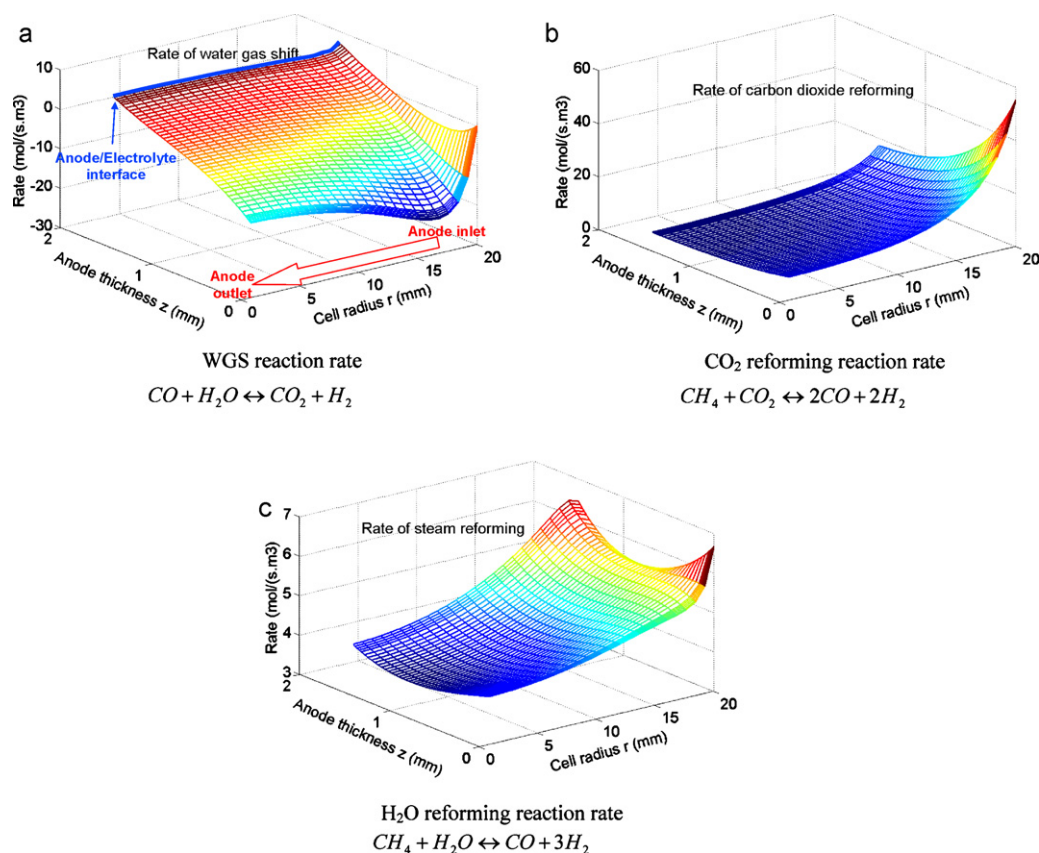 a
Rate of water gas shift
10
0
-10
-20
-30
Rate (mol/(s.m3)
Anode/Electrolyte
interface
2
1
0
Anode thickness z (mm)
Anode inlet
Anode
outlet
0
5
10
15
20
Cell radius r (mm)
WGS reaction rate
CO + H₂O ↔ CO₂ + H₂
b
Rate of carbon dioxide reforming
60
40
20
0
Rate (mol/(s.m3)
2
1
0
Anode thickness z (mm)
0
5
10
15
20
Cell radius r (mm)
CO₂ reforming reaction rate
CH₄ + CO₂ ↔ 2CO + 2H₂
c
Rate of steam reforming
7
6
5
4
3
Rate (mol/(s.m3)
2
1
0
Anode thickness z (mm)
0
5
10
15
20
Cell radius r (mm)
H₂O reforming reaction rate
CH₄ + H₂O ↔ CO + 3H₂